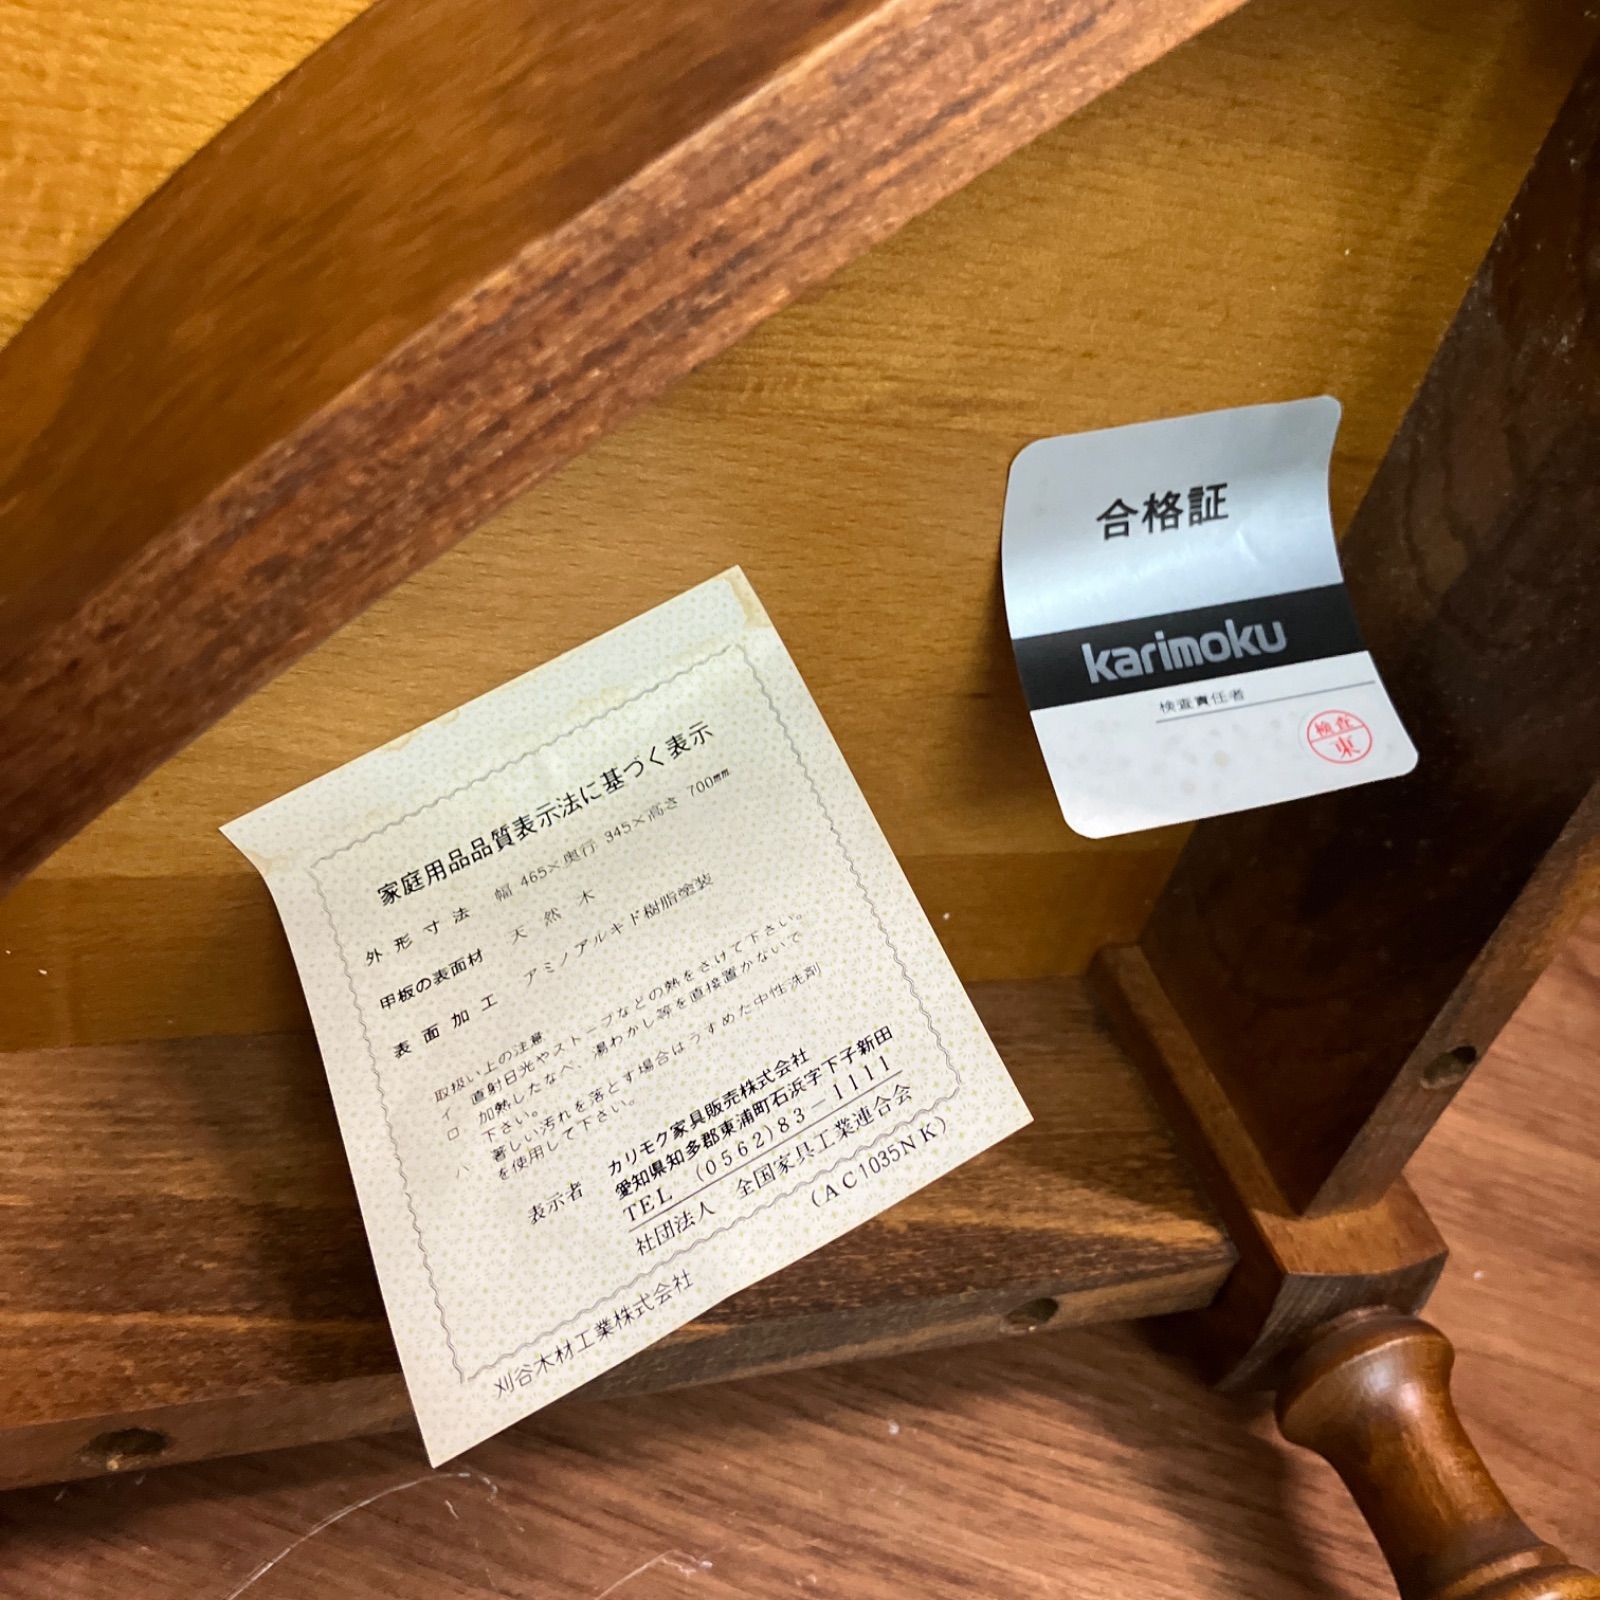 家庭用品品質表示法に基づく表示
外形寸法 幅 465×奥行 345×高さ 700mm
甲板の表面材 天然木
表面加工 アミノアルキド樹脂塗装
取扱い上の注意
イ 直射日光やストーブなどの熱をさけて下さい。
ロ 加熱したなべ、湯わかし等を直接置かないで
下さい。
ハ 著しい汚れを落とす場合はうすめた中性洗剤
を使用して下さい。
表示者 カリモク家具販売株式会社
愛知県知多郡東浦町石浜字下子新田
TEL (0562)83-1111
社団法人 全国家具工業連合会
(AC1035NK)
刈谷木材工業株式会社
合格証
karimoku
検査責任者
検査
東